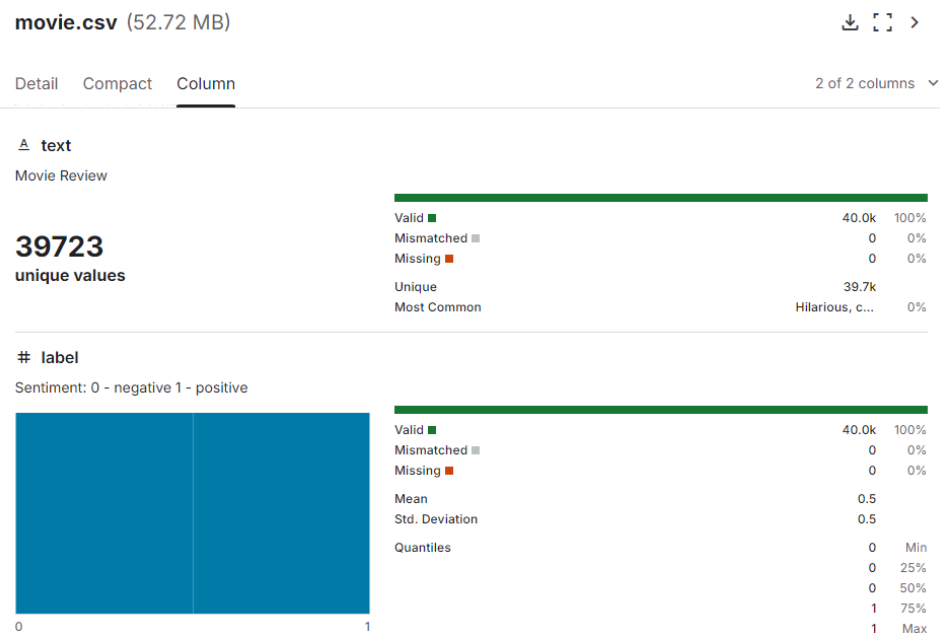 movie.csv (52.72 MB)
Detail Compact Column
2 of 2 columns
text
Movie Review
39723
unique values
Valid 40.0k 100%
Mismatched 0 0%
Missing 0 0%
Unique 39.7k
Most Common Hilarious, c... 0%
# label
Sentiment: 0 - negative 1 - positive
0 1
Valid 40.0k 100%
Mismatched 0 0%
Missing 0 0%
Mean 0.5
Std. Deviation 0.5
Quantiles 0 Min
0 25%
0 50%
1 75%
1 Max